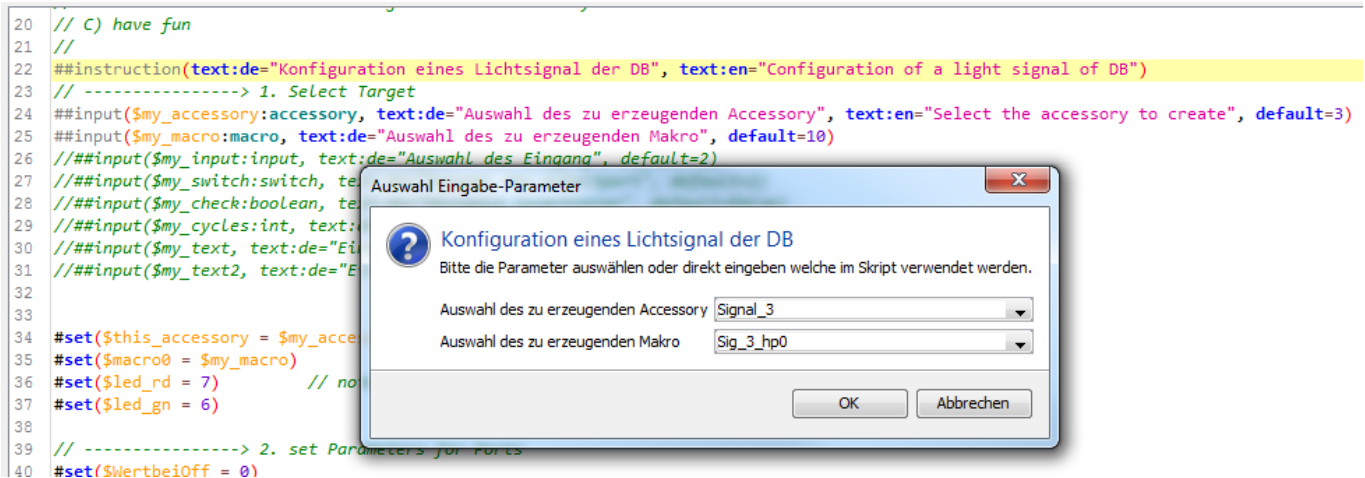 20 // C) have fun
21 //
22 ##instruction(text:de="Konfiguration eines Lichtsignal der DB", text:en="Configuration of a light signal of DB")
23 // ----------------> 1. Select Target
24 ##input($my_accessory:accessory, text:de="Auswahl des zu erzeugenden Accessory", text:en="Select the accessory to create", default=3)
25 ##input($my_macro:macro, text:de="Auswahl des zu erzeugenden Makro", default=10)
26 //##input($my_input:input, text:de="Auswahl des Eingang", default=2)
27 //##input($my_switch:switch,
28 //##input($my_check:boolean,
29 //##input($my_cycles:int, text:
30 //##input($my_text, text:de=
31 //##input($my_text2, text:de=
32
33
34 #set($this_accessory =
35 #set($macro0 = $my_macro)
36 #set($led_rd = 7) //
37 #set($led_gn = 6)
38
39 // ----------------> 2. set Parameters for Ports
40 #set($WertbeiOff = 0)
Auswahl Eingabe-Parameter
Konfiguration eines Lichtsignal der DB
Bitte die Parameter auswählen oder direkt eingeben welche im Skript verwendet werden.
Auswahl des zu erzeugenden Accessory Signal_3
Auswahl des zu erzeugenden Makro Sig_3_hp0
OK Abbrechen